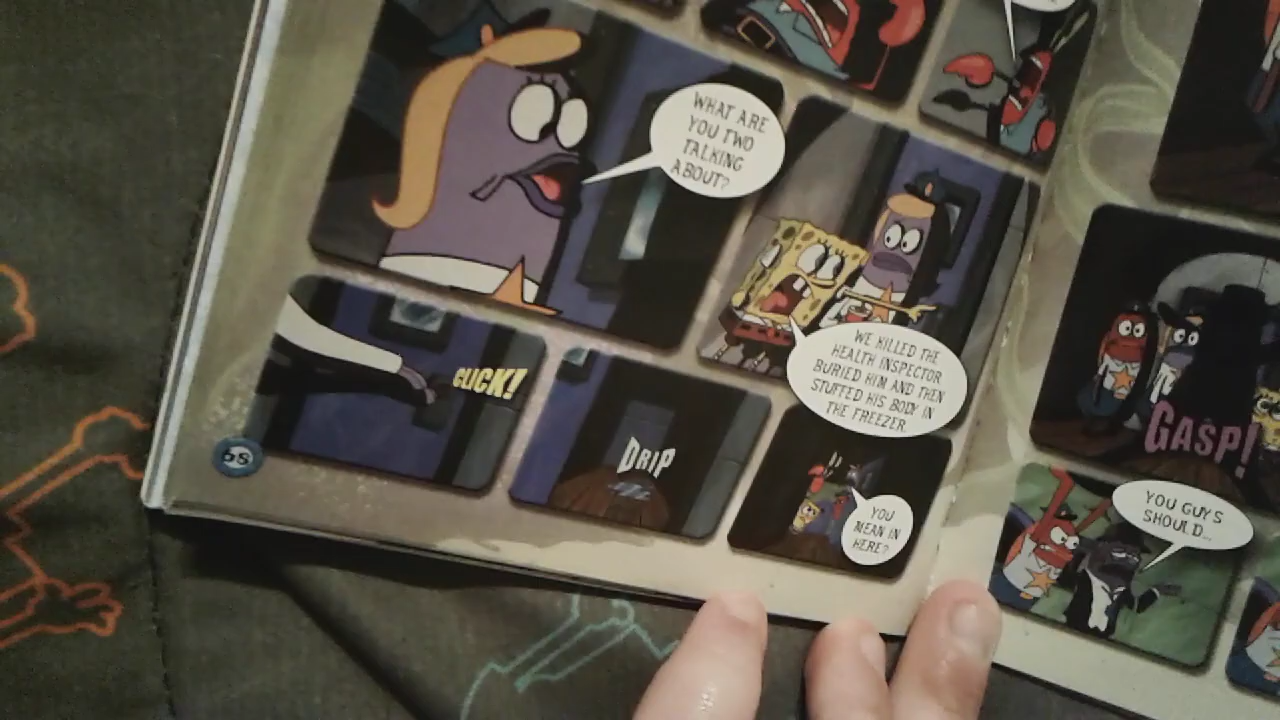 WHAT ARE
YOU TWO
TALKING
ABOUT?
WE KILLED THE
HEALTH INSPECTOR
BURIED HIM AND THEN
STUFFED HIS BODY IN
THE FREEZER.
CLICK!
DRIP
YOU
MEAN IN
HERE?
68
GASP!
YOU GUYS
SHOULD...